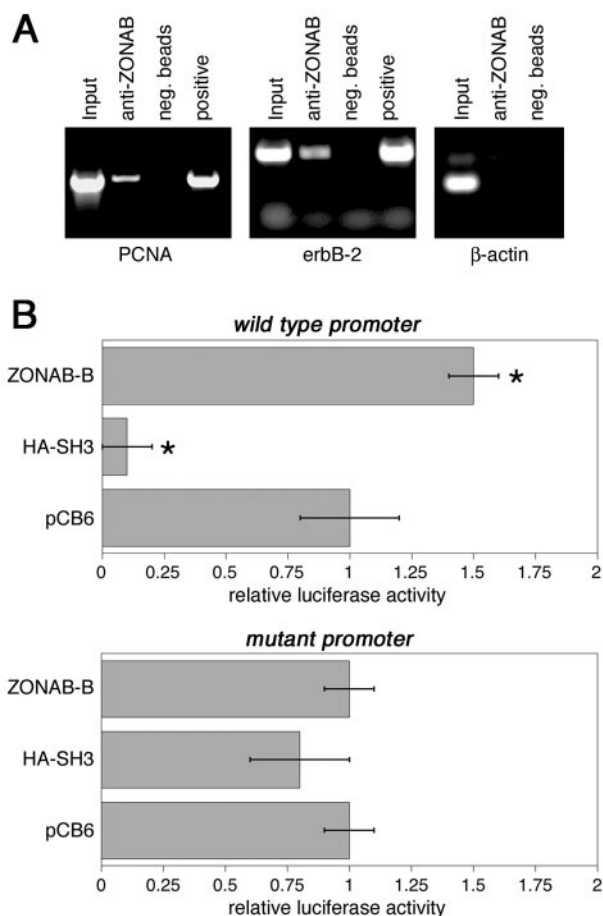 A
Input anti-ZONAB neg. beads positive Input anti-ZONAB neg. beads positive Input anti-ZONAB neg. beads
PCNA erbB-2 β-actin
B
wild type promoter
ZONAB-B *
HA-SH3 *
pCB6
0 0.25 0.5 0.75 1 1.25 1.5 1.75 2
relative luciferase activity
mutant promoter
ZONAB-B
HA-SH3
pCB6
0 0.25 0.5 0.75 1 1.25 1.5 1.75 2
relative luciferase activity